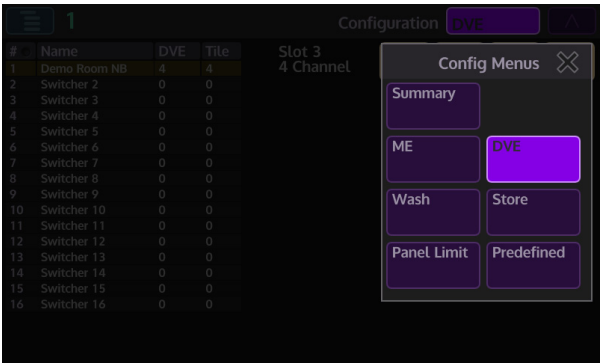 1 Configuration DVE
# Name DVE Tile
1 Demo Room NB 4 4
2 Switcher 2 0 0
3 Switcher 3 0 0
4 Switcher 4 0 0
5 Switcher 5 0 0
6 Switcher 6 0 0
7 Switcher 7 0 0
8 Switcher 8 0 0
9 Switcher 9 0 0
10 Switcher 10 0 0
11 Switcher 11 0 0
12 Switcher 12 0 0
13 Switcher 13 0 0
14 Switcher 14 0 0
15 Switcher 15 0 0
16 Switcher 16 0 0
Slot 3
4 Channel
Config Menus
Summary
ME DVE
Wash Store
Panel Limit Predefined